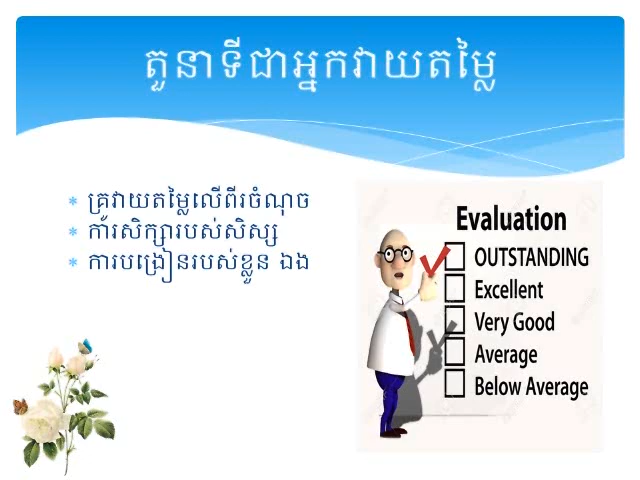 តួនាទីជាអ្នកវាយតម្លៃ
គ្រូវាយតម្លៃលើពីរចំណុច
ការសិក្សារបស់សិស្ស
ការបង្រៀនរបស់ខ្លួន ឯង
Evaluation
OUTSTANDING
Excellent
Very Good
Average
Below Average